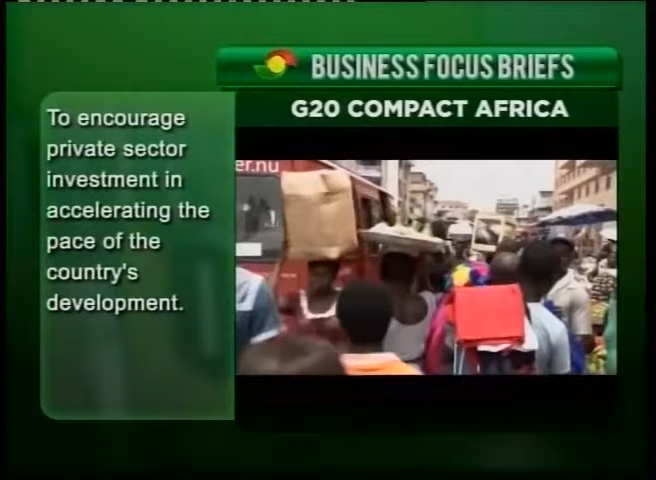 BUSINESS FOCUS BRIEFS
G20 COMPACT AFRICA
To encourage
private sector
investment in
accelerating the
pace of the
country's
development.
er.nu